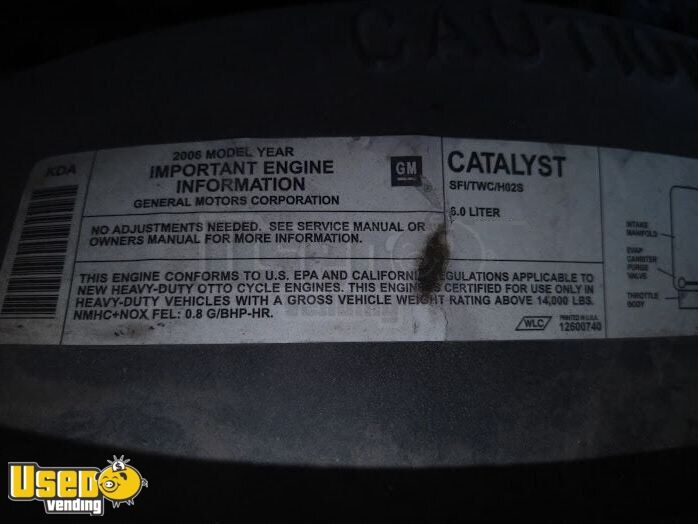 CAUTION
KDA
2006 MODEL YEAR
IMPORTANT ENGINE
INFORMATION
GENERAL MOTORS CORPORATION
GM
NO ADJUSTMENTS NEEDED. SEE SERVICE MANUAL OR
OWNERS MANUAL FOR MORE INFORMATION.
THIS ENGINE CONFORMS TO U.S. EPA AND CALIFORNIA REGULATIONS APPLICABLE TO
NEW HEAVY-DUTY OTTO CYCLE ENGINES. THIS ENGINE IS CERTIFIED FOR USE ONLY IN
HEAVY-DUTY VEHICLES WITH A GROSS VEHICLE WEIGHT RATING ABOVE 14,000 LBS.
NMHC+NOX FEL: 0.8 G/BHP-HR.
CATALYST
SFI/TWC/HO2S
6.0 LITER
WLC
PRINTED IN U.S.A.
12600740
INTAKE
MANIFOLD
EVAP
CANISTER
PURGE
VALVE
THROTTLE
BODY
Used
vending